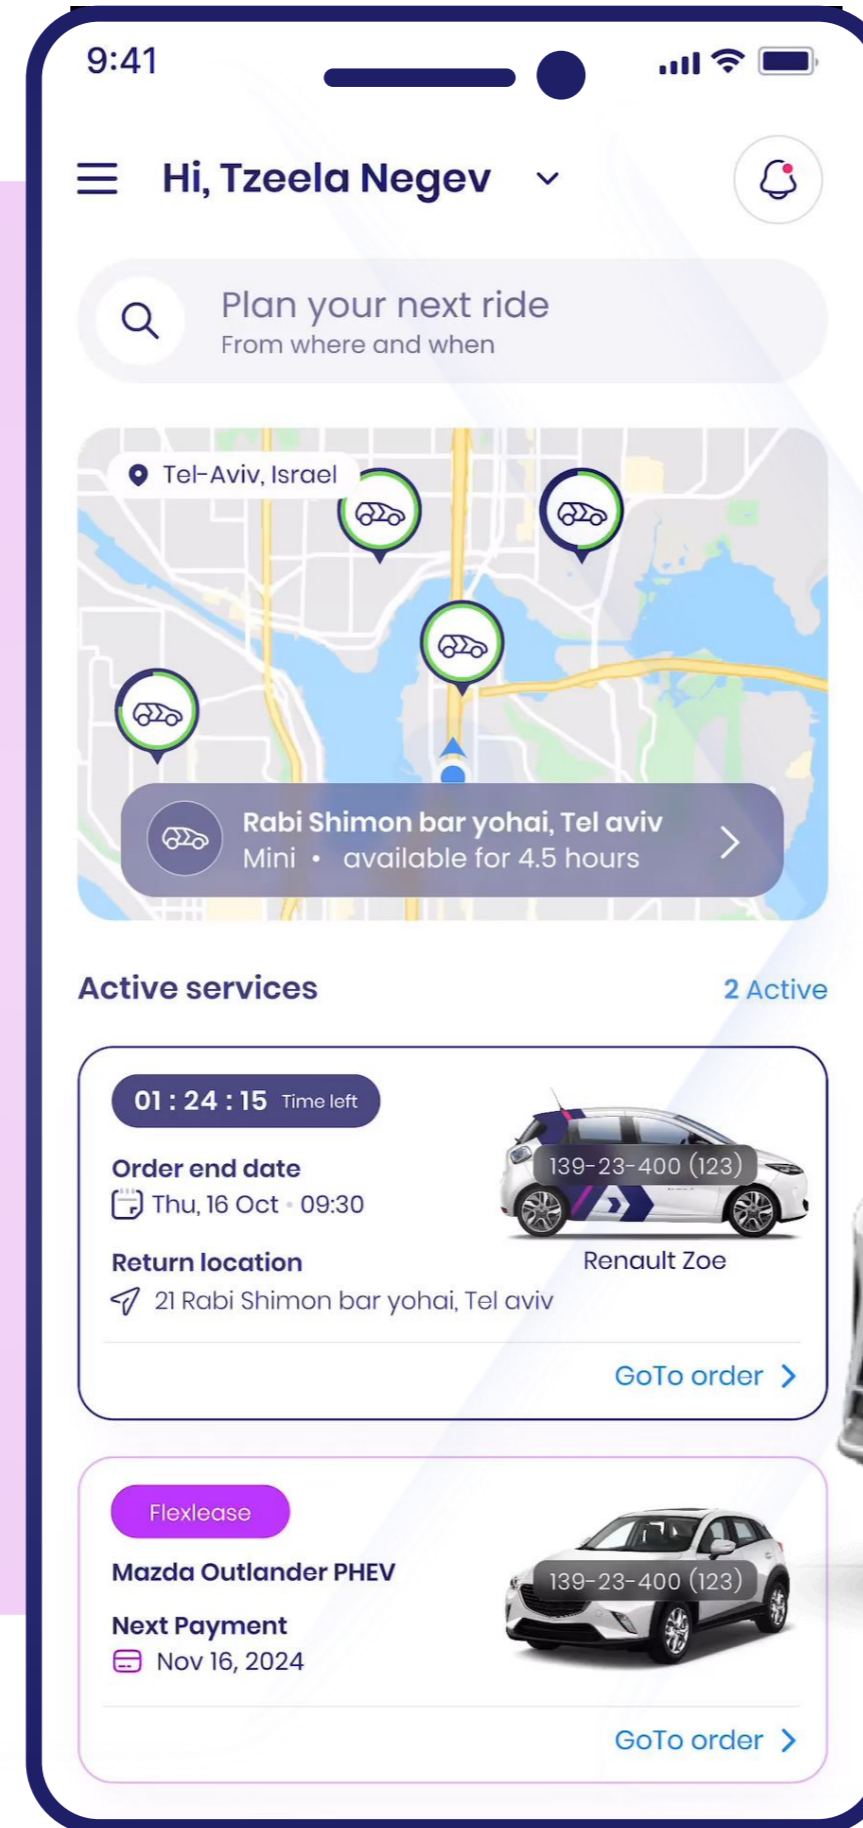 9:41
Hi, Tzeela Negev
Plan your next ride
From where and when
Tel-Aviv, Israel
Rabi Shimon bar yohai, Tel aviv
Mini • available for 4.5 hours
Active services
2 Active
01 : 24 : 15 Time left
139-23-400 (123)
Order end date
Thu, 16 Oct • 09:30
Return location
Renault Zoe
21 Rabi Shimon bar yohai, Tel aviv
GoTo order
Flexlease
Mazda Outlander PHEV
139-23-400 (123)
Next Payment
Nov 16, 2024
GoTo order